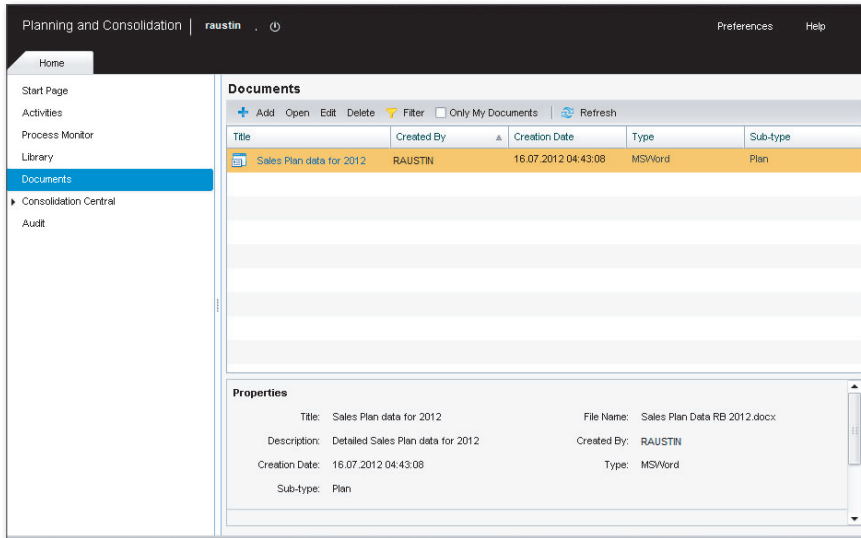 Planning and Consolidation | raustin .
Preferences Help
Home
Start Page
Activities
Process Monitor
Library
Documents
Consolidation Central
Audit
Documents
Add Open Edit Delete Filter Only My Documents Refresh
Title Created By Creation Date Type Sub-type
Sales Plan data for 2012 RAUSTIN 16.07.2012 04:43:08 MSWord Plan
Properties
Title: Sales Plan data for 2012 File Name: Sales Plan Data RB 2012.docx
Description: Detailed Sales Plan data for 2012 Created By: RAUSTIN
Creation Date: 16.07.2012 04:43:08 Type: MSWord
Sub-type: Plan